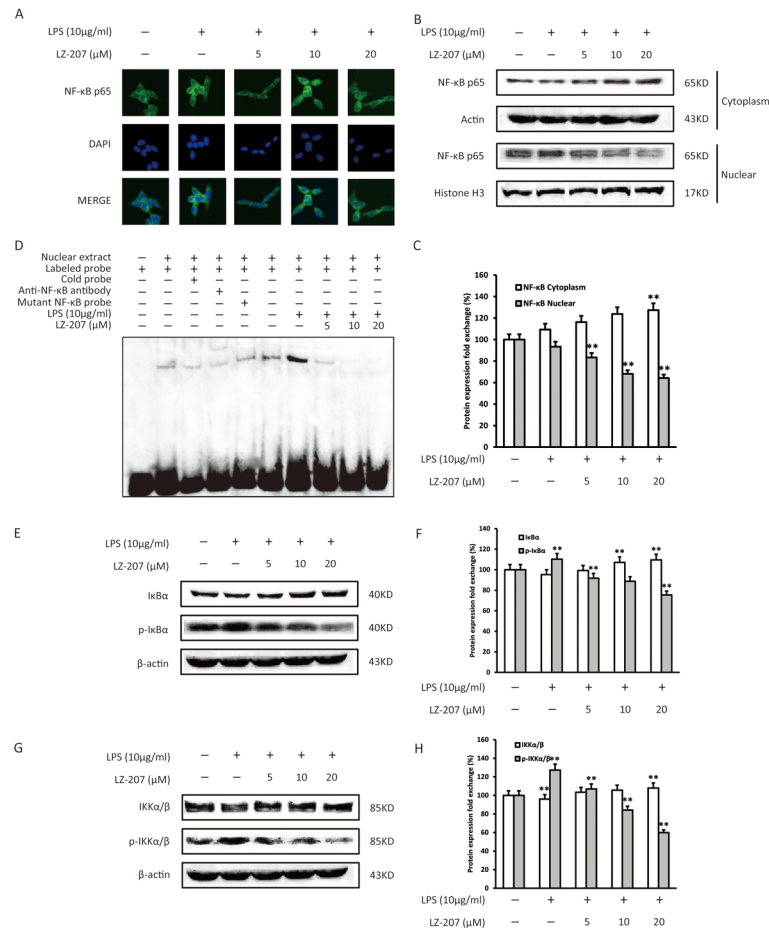 A
LPS (10μg/ml) — + + + +
LZ-207 (μM) 5 10 20
NF-κB p65
DAPI
MERGE
B
LPS (10μg/ml) — + + + +
LZ-207 (μM) — — 5 10 20
NF-κB p65 65KD
Actin 43KD
Cytoplasm
NF-κB p65 65KD
Histone H3 17KD
Nuclear
D
Nuclear extract — + + + + + + + + +
Labeled probe + + + + + + + + + +
Cold probe — — + — — — — — — —
Anti-NF-κB antibody — — — + — — — — — —
Mutant NF-κB probe — — — — + — — — — —
LPS (10μg/ml) — — — — — — + + + +
LZ-207 (μM) — — — — — — — 5 10 20
C
Protein expression fold exchange (%)
160
140
120
100
80
60
40
20
0
NF-κB Cytoplasm
NF-κB Nuclear
** ** ** **
LPS (10μg/ml) — + + + +
LZ-207 (μM) — — 5 10 20
E
LPS (10μg/ml) — + + + +
LZ-207 (μM) — — 5 10 20
IκBα 40KD
p-IκBα 40KD
β-actin 43KD
F
Protein expression fold exchange (%)
140
120
100
80
60
40
20
0
IκBα
p-IκBα
** ** ** ** **
LPS (10μg/ml) — + + + +
LZ-207 (μM) — — 5 10 20
G
LPS (10μg/ml) — + + + +
LZ-207 (μM) — — 5 10 20
IKKα/β 85KD
p-IKKα/β 85KD
β-actin 43KD
H
Protein expression fold exchange (%)
160
140
120
100
80
60
40
20
0
IKKα/β
p-IKKα/β
** ** ** ** ** **
LPS (10μg/ml) — + + + +
LZ-207 (μM) — — 5 10 20